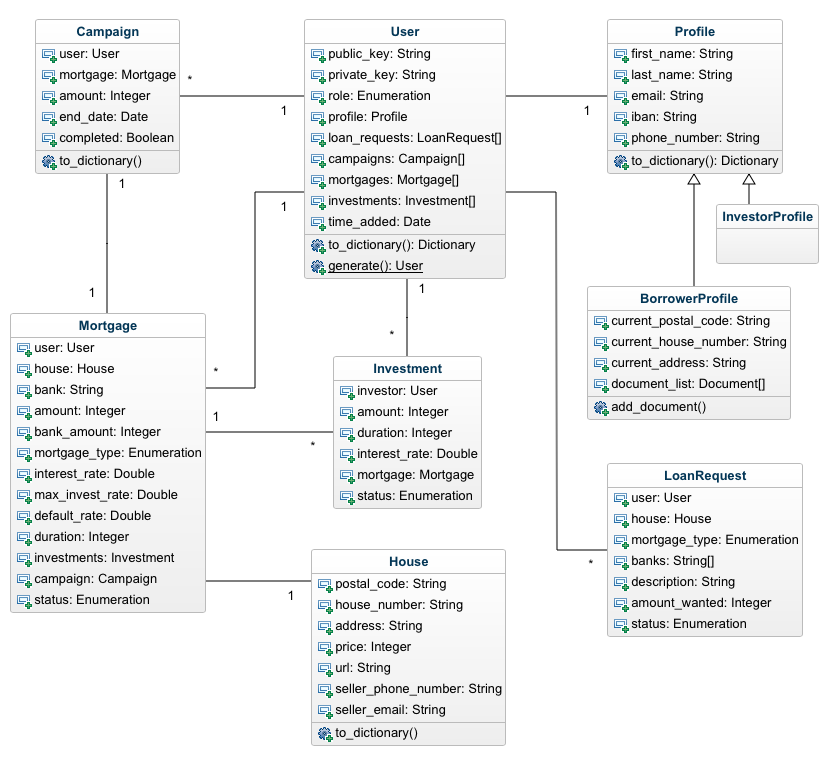 Campaign
user: User
mortgage: Mortgage
amount: Integer
end_date: Date
completed: Boolean
to_dictionary()
*
1
1
User
public_key: String
private_key: String
role: Enumeration
profile: Profile
loan_requests: LoanRequest[]
campaigns: Campaign[]
mortgages: Mortgage[]
investments: Investment[]
time_added: Date
to_dictionary(): Dictionary
generate(): User
1
1
1
Profile
first_name: String
last_name: String
email: String
iban: String
phone_number: String
to_dictionary(): Dictionary
InvestorProfile
BorrowerProfile
current_postal_code: String
current_house_number: String
current_address: String
document_list: Document[]
add_document()
1
Mortgage
user: User
house: House
bank: String
amount: Integer
bank_amount: Integer
mortgage_type: Enumeration
interest_rate: Double
max_invest_rate: Double
default_rate: Double
duration: Integer
investments: Investment
campaign: Campaign
status: Enumeration
*
1
*
*
Investment
investor: User
amount: Integer
duration: Integer
interest_rate: Double
mortgage: Mortgage
status: Enumeration
LoanRequest
user: User
house: House
mortgage_type: Enumeration
banks: String[]
description: String
amount_wanted: Integer
status: Enumeration
*
1
House
postal_code: String
house_number: String
address: String
price: Integer
url: String
seller_phone_number: String
seller_email: String
to_dictionary()